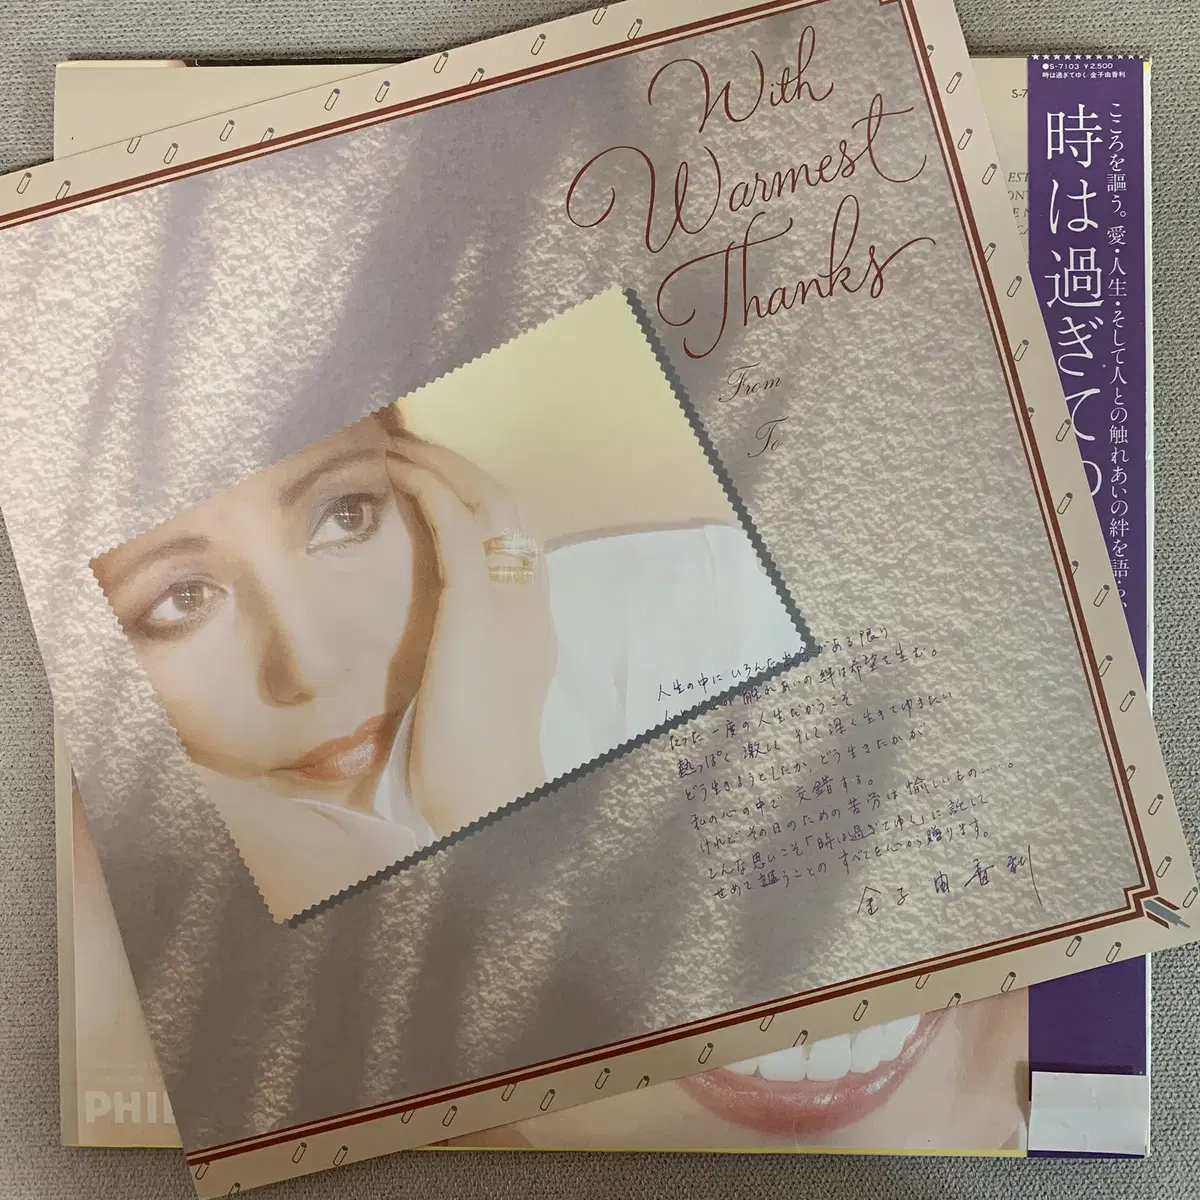 With
Warmest
Thanks
From
To
人生の中にいろんな出会がある限り
触れあいの絆は希望を生む。
たった一度の人生だからこそ
熱っぽく 激しく そして深く生きてゆきたい
どう生きようとしたか、どう生きたかが
私の心の中で 交錯する。
けれど その日のための苦労は 愉しいもの……。
こんな思いこそ「時は過ぎてゆく」に託して
せめて 謳うことの すべてを心から贈ります。
金子由香利
●S-7103 ¥2,500
時は過ぎてゆく/金子由香利
時は過ぎてゆ
こころを謳う。愛・人生・そして人との触れあいの絆を語
S-7
EST
ONT
E N
CA
PHIL